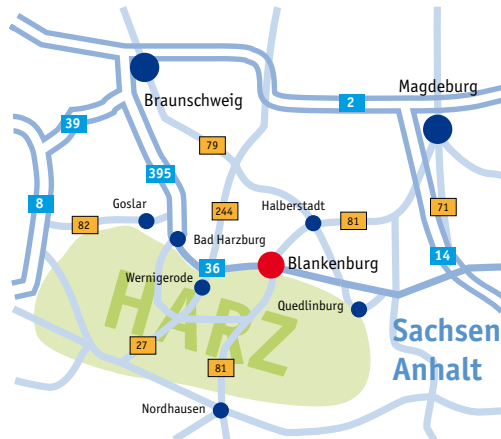 Braunschweig
Magdeburg
2
39
79
395
8
Goslar
82
244
Halberstadt
81
71
Bad Harzburg
36
Blankenburg
14
Wernigerode
HARZ
Quedlinburg
Sachsen
Anhalt
27
81
Nordhausen